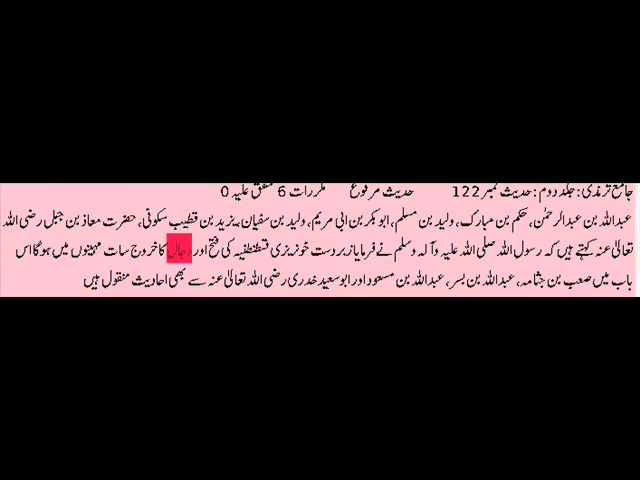 جامع ترمذی: جلد دوم: حدیث نمبر 122 حدیث مرفوع مکررات 6 متفق علیہ 0
عبداللہ بن عبدالرحمن، حکم بن مبارک، ولید بن مسلم، ابوبکر بن ابی مریم، ولید بن سفیان، یزید بن قطیب سکونی، حضرت معاذ بن جبل رضی اللہ
تعالیٰ عنہ کہتے ہیں کہ رسول اللہ صلی اللہ علیہ وآلہ وسلم نے فرمایا زبردست خونریزی قسطنطنیہ کی فتح اور دجال کا خروج سات مہینوں میں ہوگا اس
باب میں صعب بن جثامہ، عبداللہ بن بسر، عبداللہ بن مسعود اور ابوسعید خدری رضی اللہ تعالیٰ عنہ سے بھی احادیث منقول ہیں